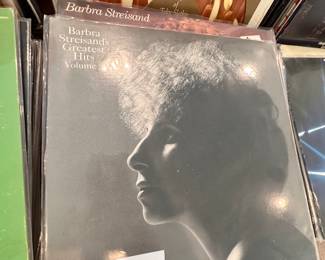 Barbra Streisand
Barbra
Streisand's
Greatest
Hits
Volume